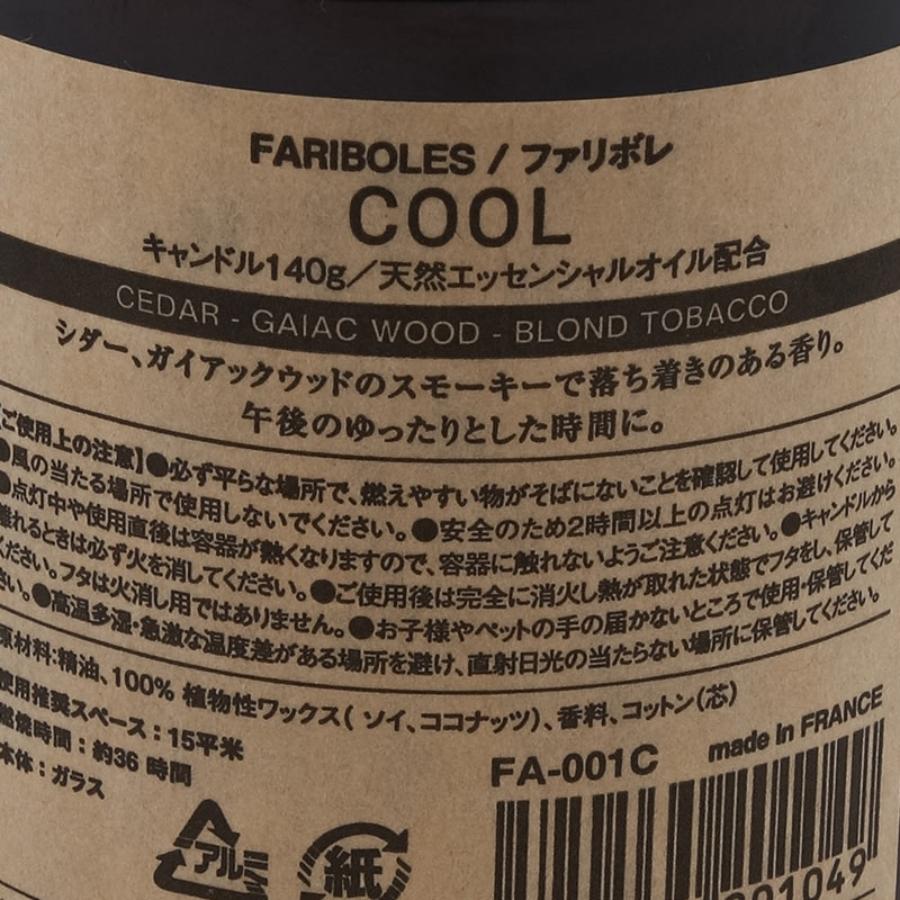 FARIBOLES / ファリボレ
COOL
キャンドル140g／天然エッセンシャルオイル配合
CEDAR - GAIAC WOOD - BLOND TOBACCO
シダー、ガイアックウッドのスモーキーで落ち着きのある香り。
午後のゆったりとした時間に。
ご使用上の注意】●必ず平らな場所で、燃えやすい物がそばにないことを確認して使用してください。
●風の当たる場所で使用しないでください。●安全のため2時間以上の点灯はお避けください。
●点灯中や使用直後は容器が熱くなりますので、容器に触れないようご注意ください。●キャンドルから
離れるときは必ず火を消してください。●ご使用後は完全に消火し熱が取れた状態でフタをし、保管して
ください。フタは火消し用ではありません。●お子様やペットの手の届かないところで使用・保管してくだ
さい。●高温多湿・急激な温度差がある場所を避け、直射日光の当たらない場所に保管してください。
原材料：精油、100% 植物性ワックス( ソイ、ココナッツ)、香料、コットン(芯)
使用推奨スペース：15平米
燃焼時間：約36 時間
本体：ガラス
FA-001C
made in FRANCE
アルミ
紙
01049